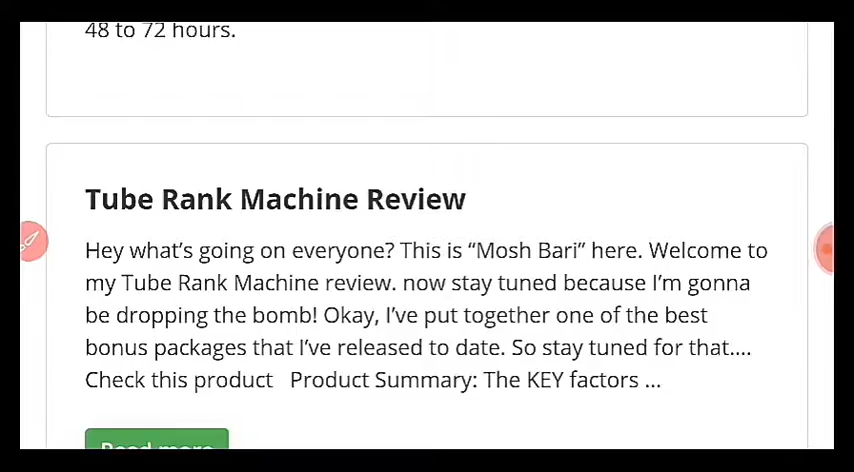 48 to 72 hours.
Tube Rank Machine Review
Hey what’s going on everyone? This is “Mosh Bari” here. Welcome to
my Tube Rank Machine review. now stay tuned because I’m gonna
be dropping the bomb! Okay, I’ve put together one of the best
bonus packages that I’ve released to date. So stay tuned for that....
Check this product   Product Summary: The KEY factors ...
Read more